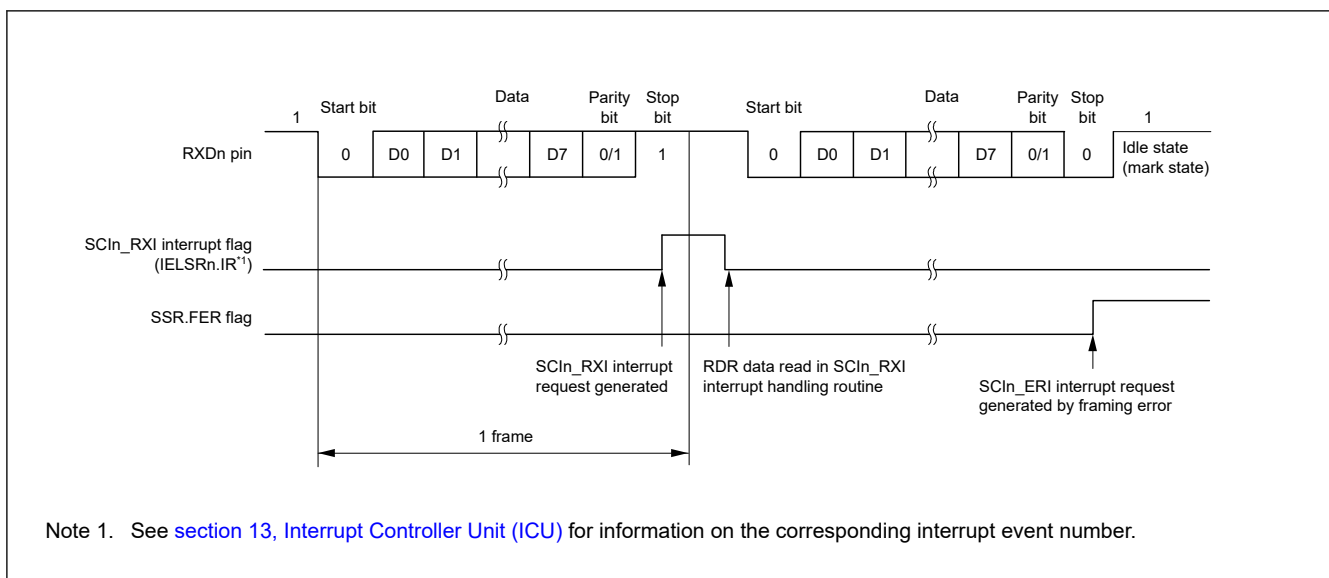 Start bit Data Parity bit Stop bit Start bit Data Parity bit Stop bit
1 1
RXDn pin 0 D0 D1 D7 0/1 1 0 D0 D1 D7 0/1 0 Idle state (mark state)
SCIn_RXI interrupt flag
(IELSRn.IR*1)
SSR.FER flag
SCIn_RXI interrupt
request generated
RDR data read in SCIn_RXI
interrupt handling routine
SCIn_ERI interrupt request
generated by framing error
1 frame
Note 1. See section 13, Interrupt Controller Unit (ICU) for information on the corresponding interrupt event number.